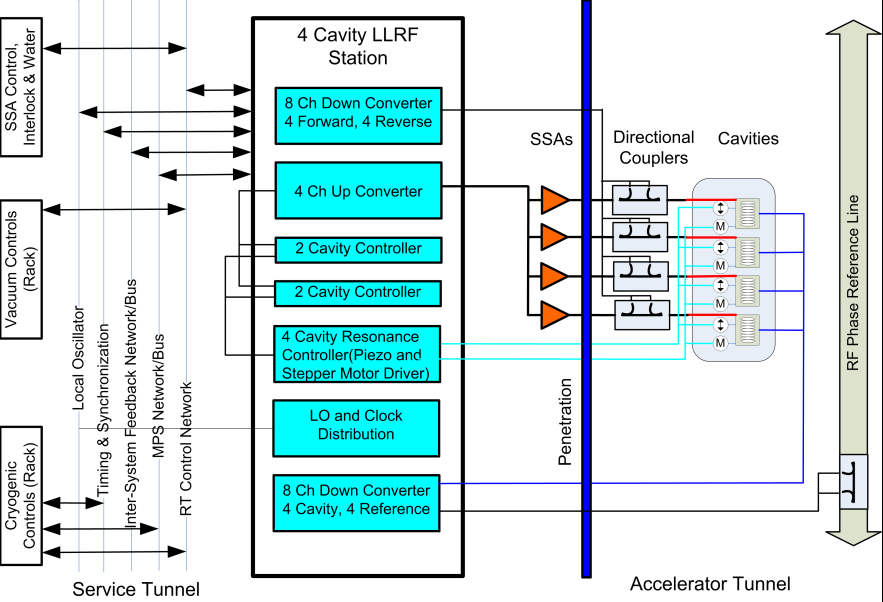 SSA Control,
Interlock & Water
Vacuum Controls
(Rack)
Cryogenic
Controls (Rack)
Local Oscillator
Timing & Synchronization
Inter-System Feedback Network/Bus
MPS Network/Bus
RT Control Network
Service Tunnel
4 Cavity LLRF
Station
8 Ch Down Converter
4 Forward, 4 Reverse
4 Ch Up Converter
2 Cavity Controller
2 Cavity Controller
4 Cavity Resonance
Controller(Piezo and
Stepper Motor Driver)
LO and Clock
Distribution
8 Ch Down Converter
4 Cavity, 4 Reference
SSAs
Penetration
Directional
Couplers
Cavities
M
M
M
M
RF Phase Reference Line
Accelerator Tunnel